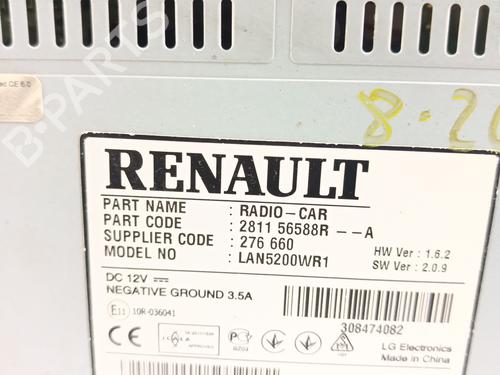 CE 6.0
8-20
RENAULT
PART NAME : RADIO-CAR
PART CODE : 2811 56588R --A
SUPPLIER CODE : 276 660
MODEL NO : LAN5200WR1
HW Ver : 1.6.2
SW Ver : 2.0.9
DC 12V
NEGATIVE GROUND 3.5A
E11 10R-036041
308474082
LG Electronics
Made in China
B-PARTS